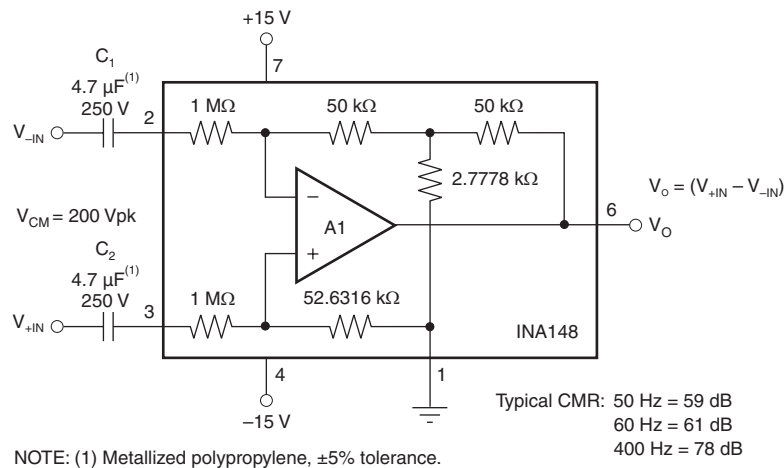 +15 V
7
C1
4.7 µF(1)
250 V
2
V–IN
1 MΩ
50 kΩ
50 kΩ
2.7778 kΩ
VO = (V+IN – V–IN)
–
A1
+
6
VO
VCM = 200 Vpk
C2
4.7 µF(1)
250 V
3
V+IN
1 MΩ
52.6316 kΩ
INA148
4
1
–15 V
Typical CMR: 50 Hz = 59 dB
60 Hz = 61 dB
400 Hz = 78 dB
NOTE: (1) Metallized polypropylene, ±5% tolerance.